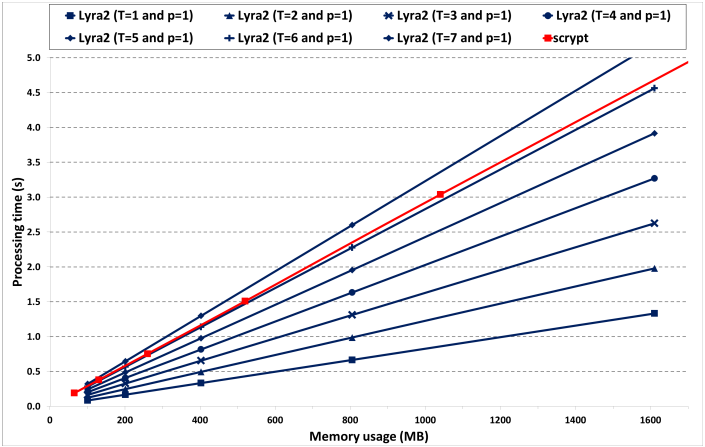 Lyra2 (T=1 and p=1) Lyra2 (T=2 and p=1) Lyra2 (T=3 and p=1) Lyra2 (T=4 and p=1)
Lyra2 (T=5 and p=1) Lyra2 (T=6 and p=1) Lyra2 (T=7 and p=1) scrypt
5.0
4.5
4.0
3.5
3.0
2.5
2.0
1.5
1.0
0.5
0.0
Processing time (s)
0 200 400 600 800 1000 1200 1400 1600
Memory usage (MB)